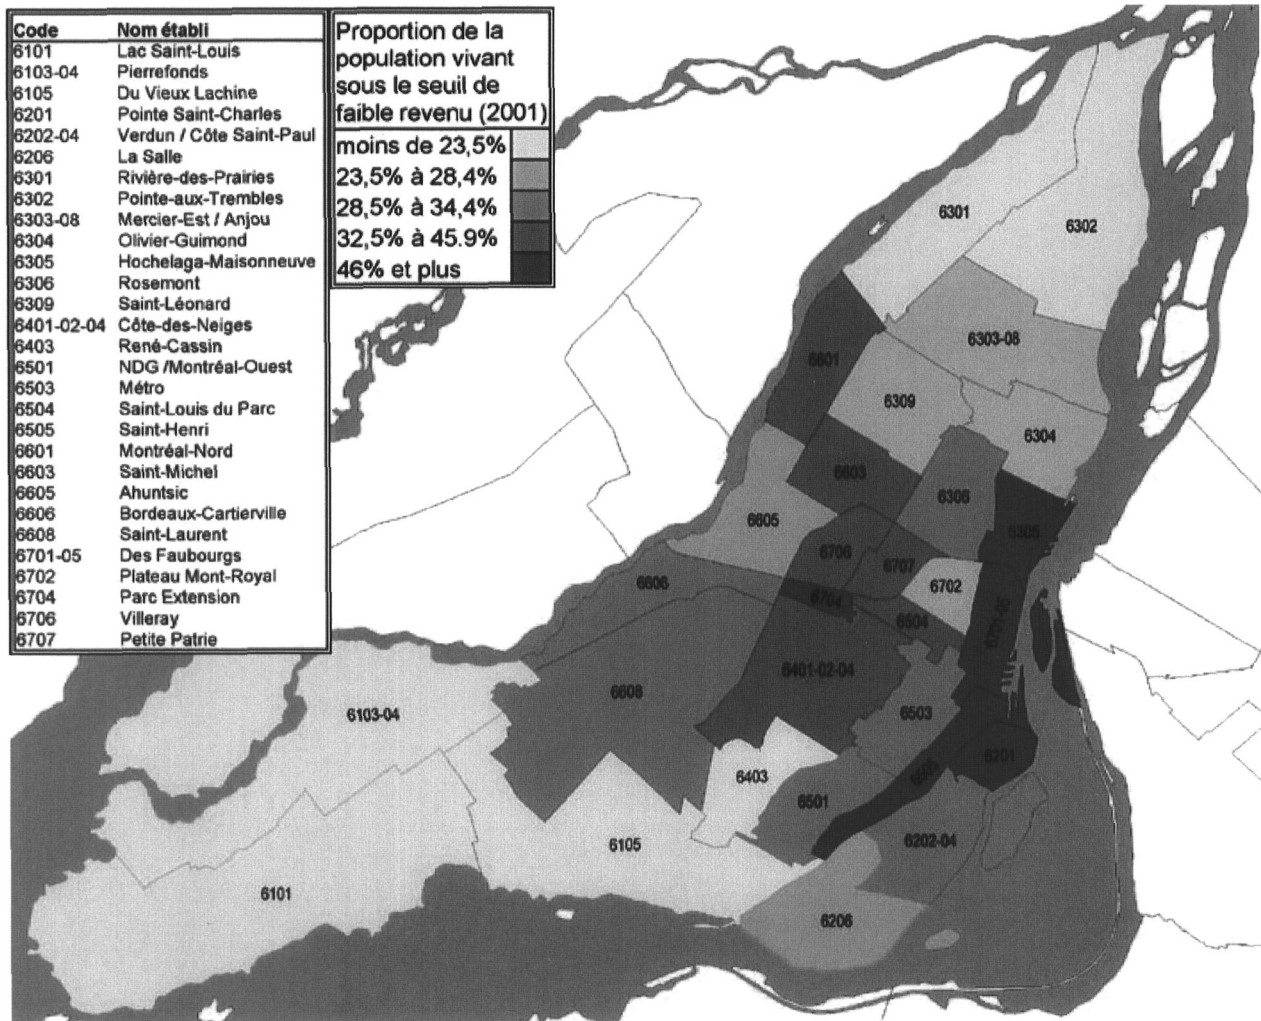 Code Nom établi
6101 Lac Saint-Louis
6103-04 Pierrefonds
6105 Du Vieux Lachine
6201 Pointe Saint-Charles
6202-04 Verdun / Côte Saint-Paul
6206 La Salle
6301 Rivière-des-Prairies
6302 Pointe-aux-Trembles
6303-08 Mercier-Est / Anjou
6304 Olivier-Guimond
6305 Hochelaga-Maisonneuve
6306 Rosemont
6309 Saint-Léonard
6401-02-04 Côte-des-Neiges
6403 René-Cassin
6501 NDG /Montréal-Ouest
6503 Métro
6504 Saint-Louis du Parc
6505 Saint-Henri
6601 Montréal-Nord
6603 Saint-Michel
6605 Ahuntsic
6606 Bordeaux-Cartierville
6608 Saint-Laurent
6701-05 Des Faubourgs
6702 Plateau Mont-Royal
6704 Parc Extension
6706 Villeray
6707 Petite Patrie
Proportion de la
population vivant
sous le seuil de
faible revenu (2001)
moins de 23,5%
23,5% à 28,4%
28,5% à 34,4%
32,5% à 45.9%
46% et plus
6301
6302
6303-08
6601
6309
6304
6603
6306
6605
6305
6706
6707
6606
6702
6704
6504
6701-05
6401-02-04
6608
6503
6103-04
6201
6403
6505
6501
6202-04
6105
6101
6206